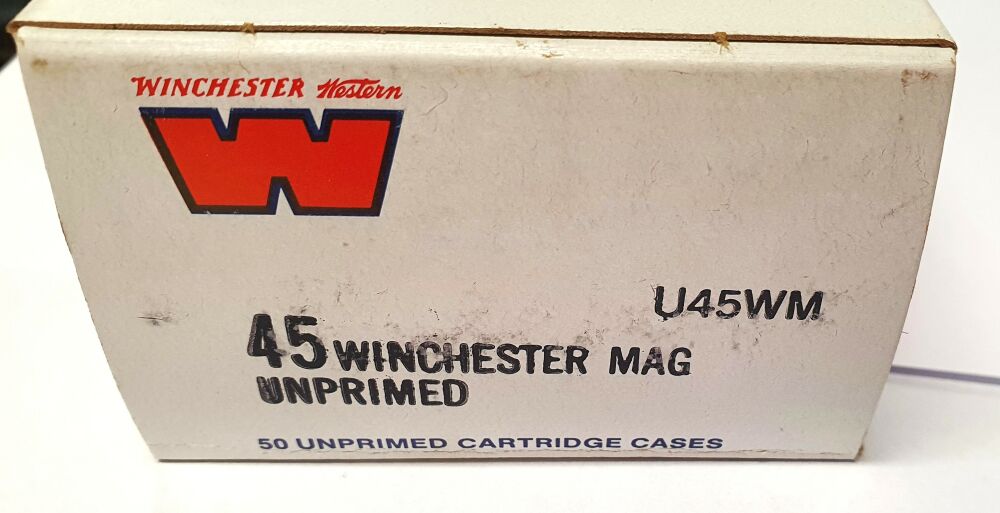 WINCHESTER Western
W
U45WM
45 WINCHESTER MAG
UNPRIMED
50 UNPRIMED CARTRIDGE CASES